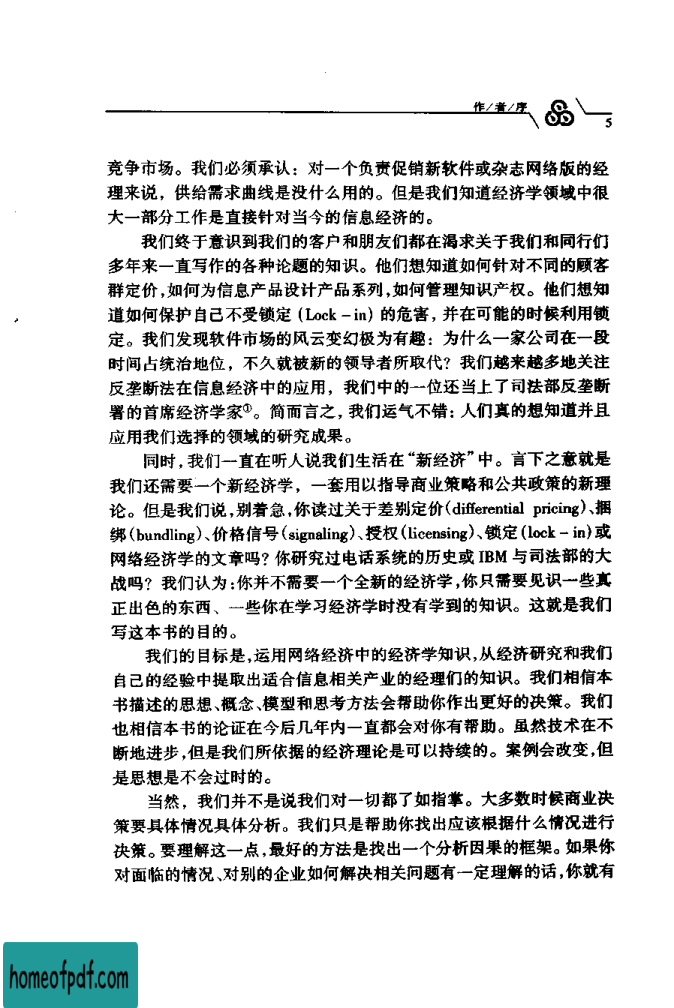 作/者/序
5
竞争市场。我们必须承认：对一个负责促销新软件或杂志网络版的经
理来说，供给需求曲线是没什么用的。但是我们知道经济学领域中很
大一部分工作是直接针对当今的信息经济的。
我们终于意识到我们的客户和朋友们都在渴求关于我们和同行们
多年来一直写作的各种论题的知识。他们想知道如何针对不同的顾客
群定价,如何为信息产品设计产品系列,如何管理知识产权。他们想知
道如何保护自己不受锁定 (Lock－in) 的危害, 并在可能的时候利用锁
定。我们发现软件市场的风云变幻极为有趣：为什么一家公司在一段
时间占统治地位，不久就被新的领导者所取代？我们越来越多地关注
反垄断法在信息经济中的应用，我们中的一位还当上了司法部反垄断
署的首席经济学家①。简而言之, 我们运气不错: 人们真的想知道并且
应用我们选择的领域的研究成果。
同时, 我们一直在听人说我们生活在“新经济”中。言下之意就是
我们还需要一个新经济学，一套用以指导商业策略和公共政策的新理
论。但是我们说,别着急,你读过关于差别定价(differential pricing)、捆
绑(bundling)、价格信号(signaling)、授权(licensing)、锁定(lock－in)或
网络经济学的文章吗？你研究过电话系统的历史或 IBM 与司法部的大
战吗？我们认为:你并不需要一个全新的经济学,你只需要见识一些真
正出色的东西、一些你在学习经济学时没有学到的知识。这就是我们
写这本书的目的。
我们的目标是,运用网络经济中的经济学知识,从经济研究和我们
自己的经验中提取出适合信息相关产业的经理们的知识。我们相信本
书描述的思想、概念、模型和思考方法会帮助你作出更好的决策。我们
也相信本书的论证在今后几年内一直都会对你有帮助。虽然技术在不
断地进步,但是我们所依据的经济理论是可以持续的。案例会改变,但
是思想是不会过时的。
当然，我们并不是说我们对一切都了如指掌。大多数时候商业决
策要具体情况具体分析。我们只是帮助你找出应该根据什么情况进行
决策。要理解这一点,最好的方法是找出一个分析因果的框架。如果你
对面临的情况、对别的企业如何解决相关问题有一定理解的话,你就有
homeofpdf.com